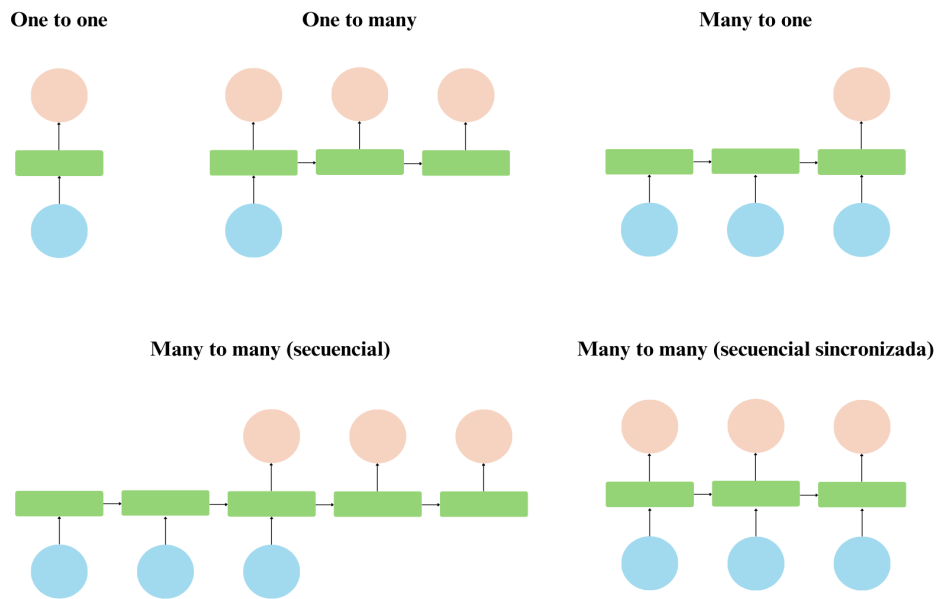 One to one
One to many
Many to one
Many to many (secuencial)
Many to many (secuencial sincronizada)